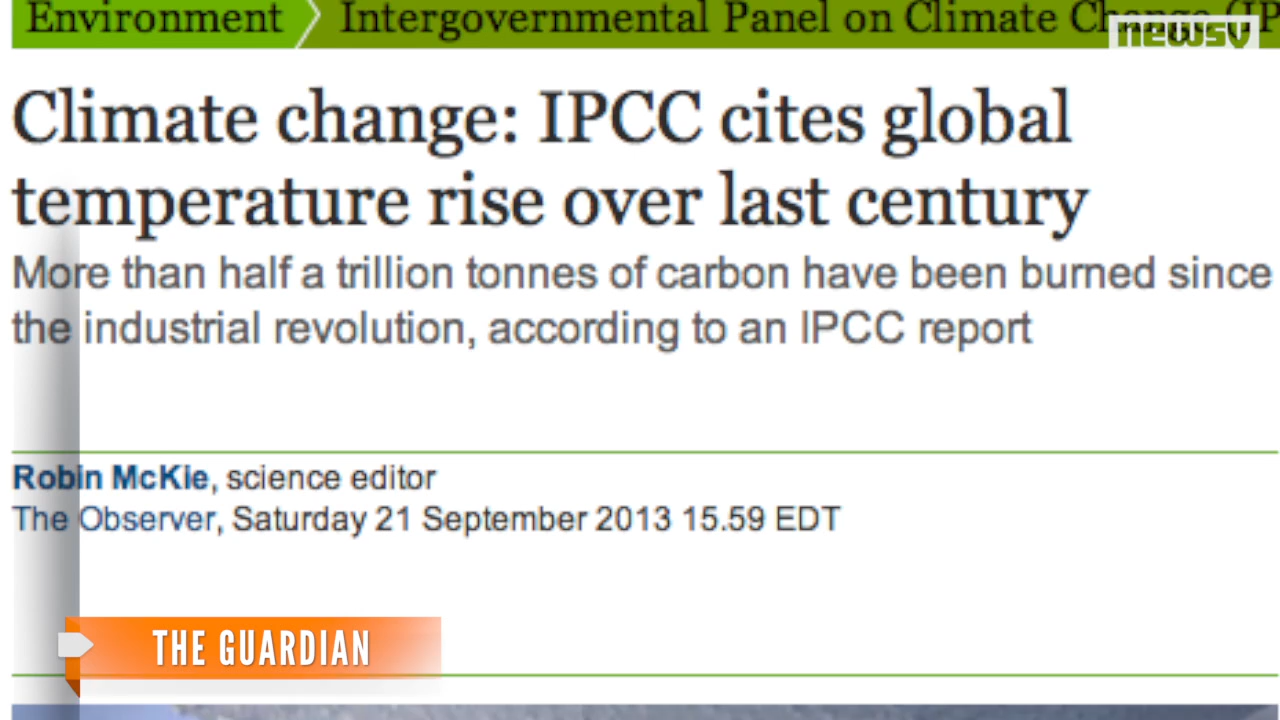 Environment Intergovernmental Panel on Climate Change (IP
newsy
Climate change: IPCC cites global
temperature rise over last century
More than half a trillion tonnes of carbon have been burned since
the industrial revolution, according to an IPCC report
Robin McKie, science editor
The Observer, Saturday 21 September 2013 15.59 EDT
THE GUARDIAN